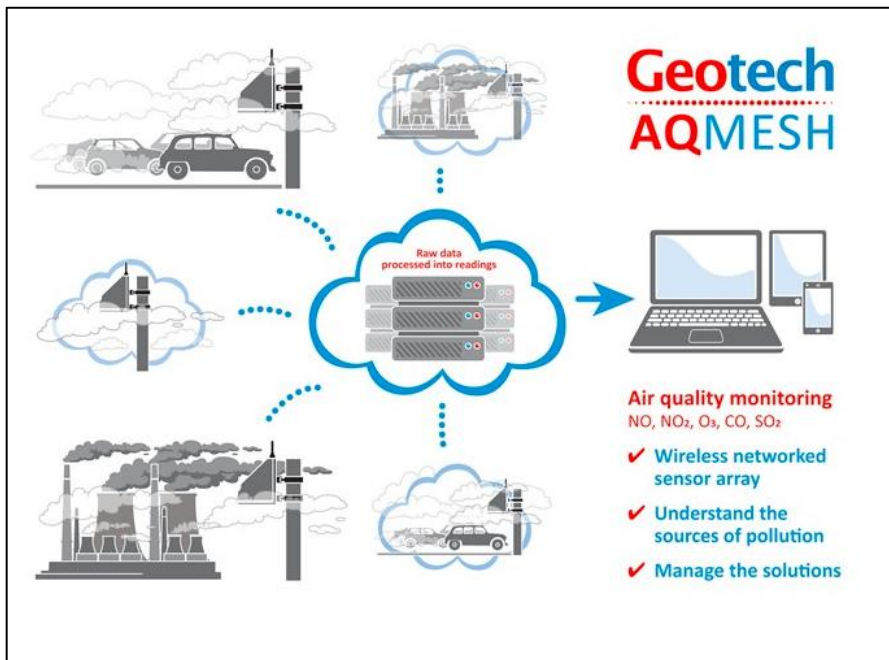 Geotech
AQMESH
Raw data
processed into readings
Air quality monitoring
NO, NO₂, O₃, CO, SO₂
✔ Wireless networked
sensor array
✔ Understand the
sources of pollution
✔ Manage the solutions